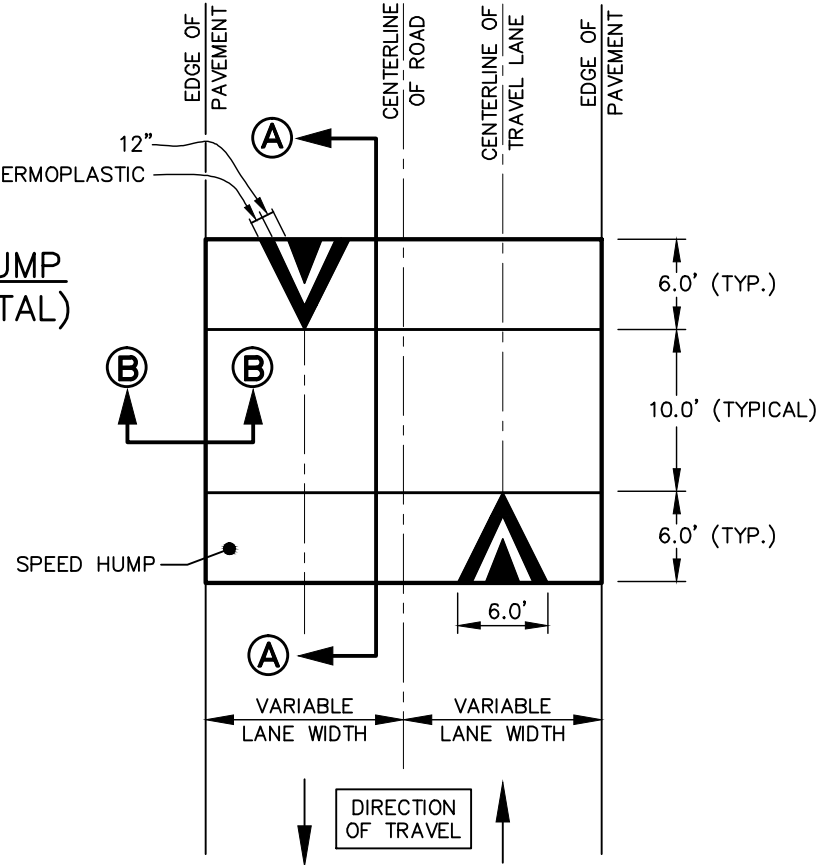 EDGE OF
PAVEMENT
CENTERLINE
OF ROAD
CENTERLINE OF
TRAVEL LANE
EDGE OF
PAVEMENT
12"
ERMOPLASTIC
A
UMP
TAL)
6.0' (TYP.)
B
B
10.0' (TYPICAL)
6.0' (TYP.)
SPEED HUMP
6.0'
A
VARIABLE
LANE WIDTH
VARIABLE
LANE WIDTH
DIRECTION
OF TRAVEL